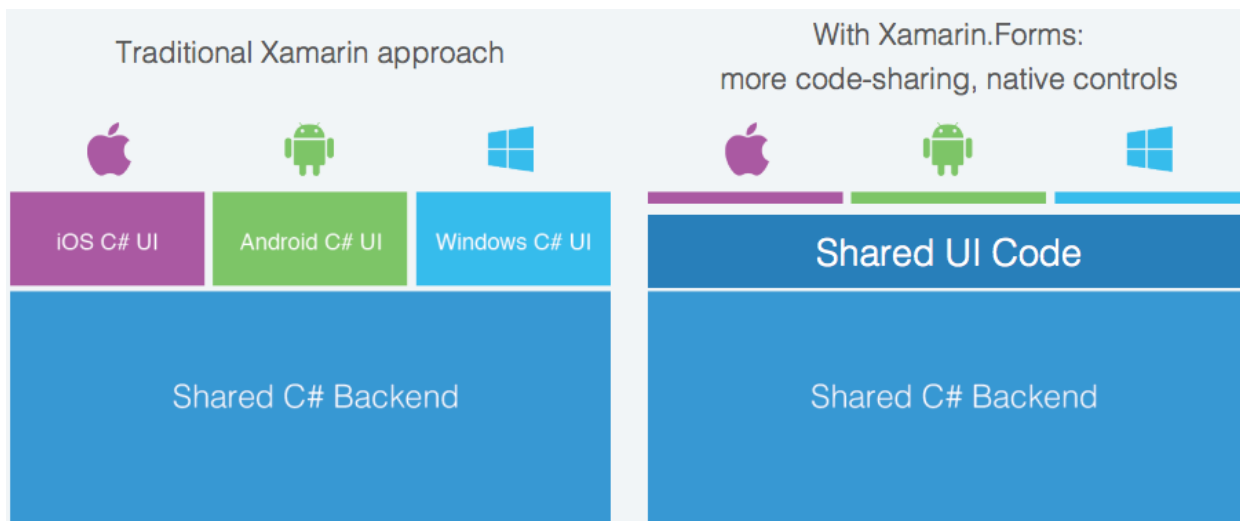 Traditional Xamarin approach
iOS C# UI
Android C# UI
Windows C# UI
Shared C# Backend
With Xamarin.Forms:
more code-sharing, native controls
Shared UI Code
Shared C# Backend